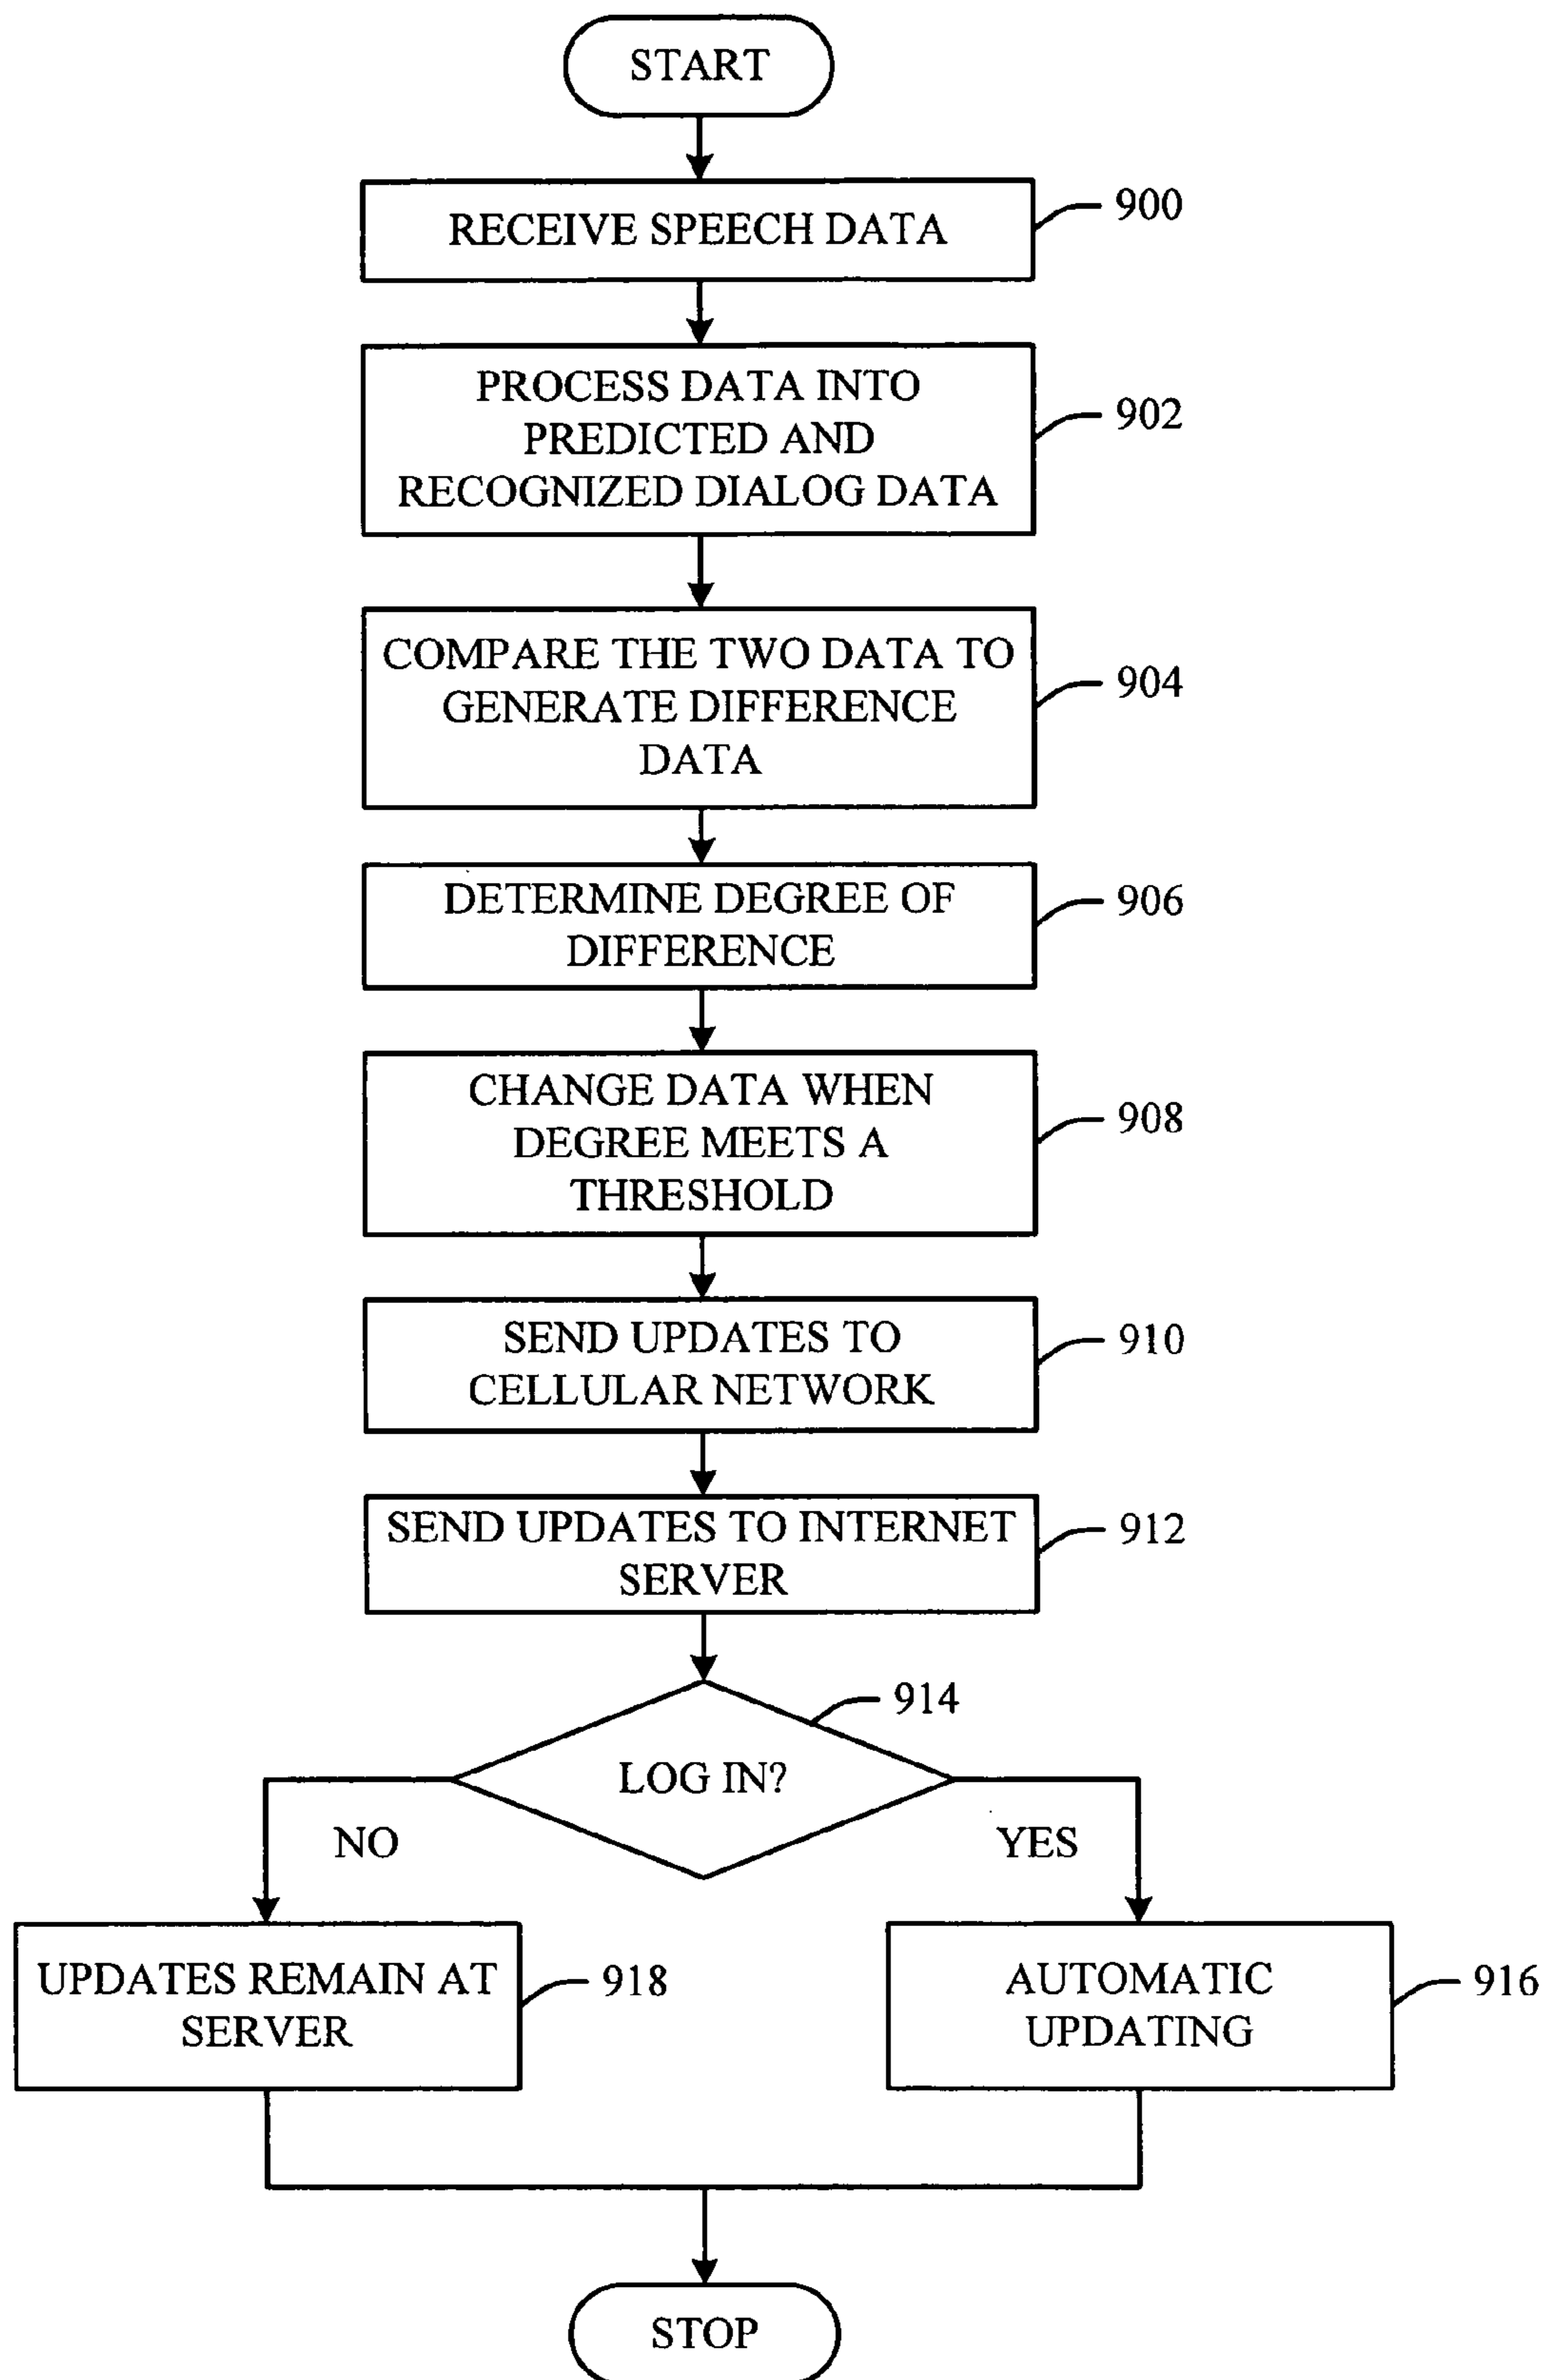 START
RECEIVE SPEECH DATA
900
PROCESS DATA INTO
PREDICTED AND
RECOGNIZED DIALOG DATA
902
COMPARE THE TWO DATA TO
GENERATE DIFFERENCE
DATA
904
DETERMINE DEGREE OF
DIFFERENCE
906
CHANGE DATA WHEN
DEGREE MEETS A
THRESHOLD
908
SEND UPDATES TO
CELLULAR NETWORK
910
SEND UPDATES TO INTERNET
SERVER
912
914
LOG IN?
NO
YES
UPDATES REMAIN AT
SERVER
918
AUTOMATIC
UPDATING
916
STOP